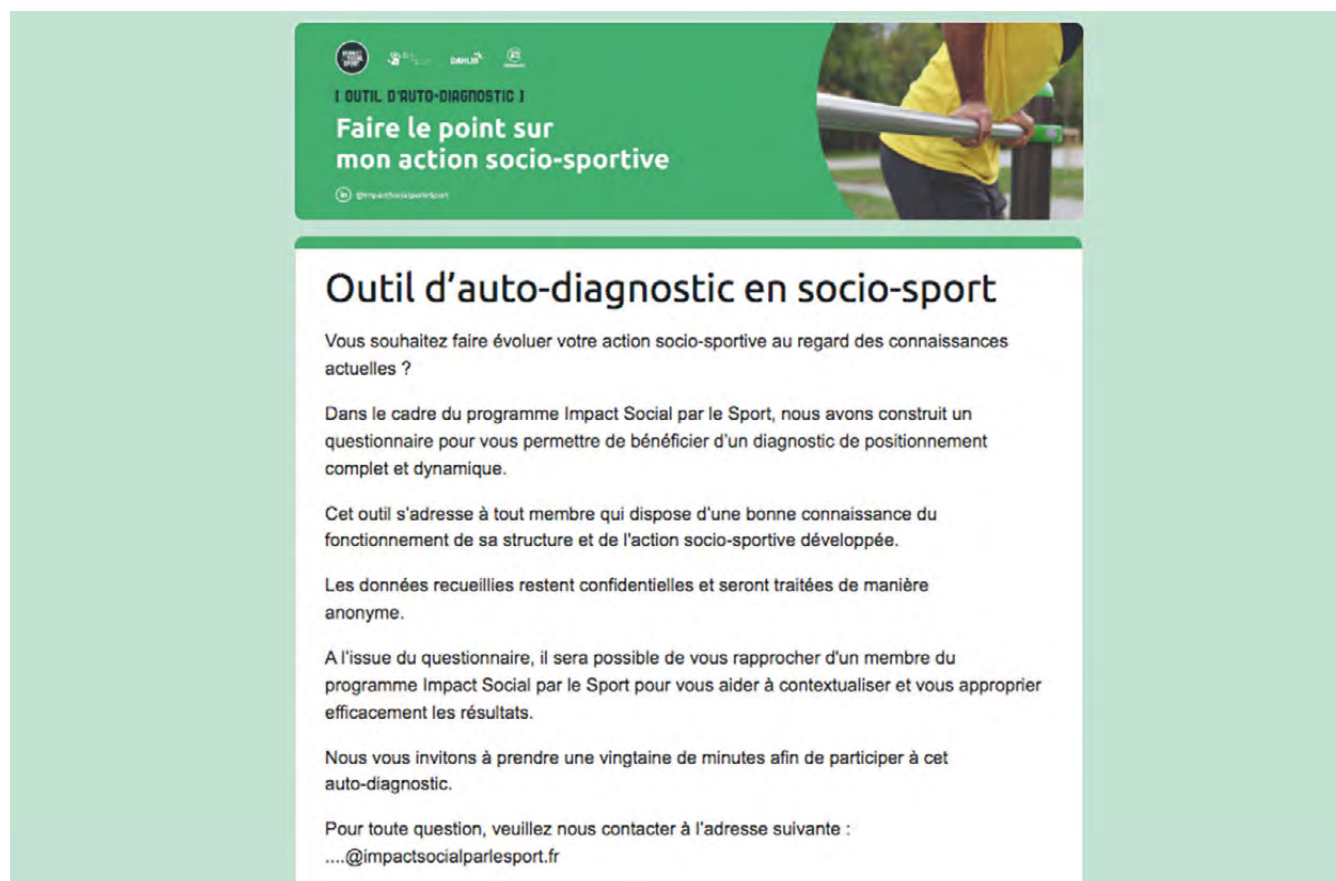 DAHLIR
[ OUTIL D'AUTO-DIAGNOSTIC ]
Faire le point sur
mon action socio-sportive
in @impactsocialparlesport
Outil d'auto-diagnostic en socio-sport
Vous souhaitez faire évoluer votre action socio-sportive au regard des connaissances
actuelles ?
Dans le cadre du programme Impact Social par le Sport, nous avons construit un
questionnaire pour vous permettre de bénéficier d'un diagnostic de positionnement
complet et dynamique.
Cet outil s'adresse à tout membre qui dispose d'une bonne connaissance du
fonctionnement de sa structure et de l'action socio-sportive développée.
Les données recueillies restent confidentielles et seront traitées de manière
anonyme.
A l'issue du questionnaire, il sera possible de vous rapprocher d'un membre du
programme Impact Social par le Sport pour vous aider à contextualiser et vous approprier
efficacement les résultats.
Nous vous invitons à prendre une vingtaine de minutes afin de participer à cet
auto-diagnostic.
Pour toute question, veuillez nous contacter à l'adresse suivante :
....@impactsocialparlesport.fr